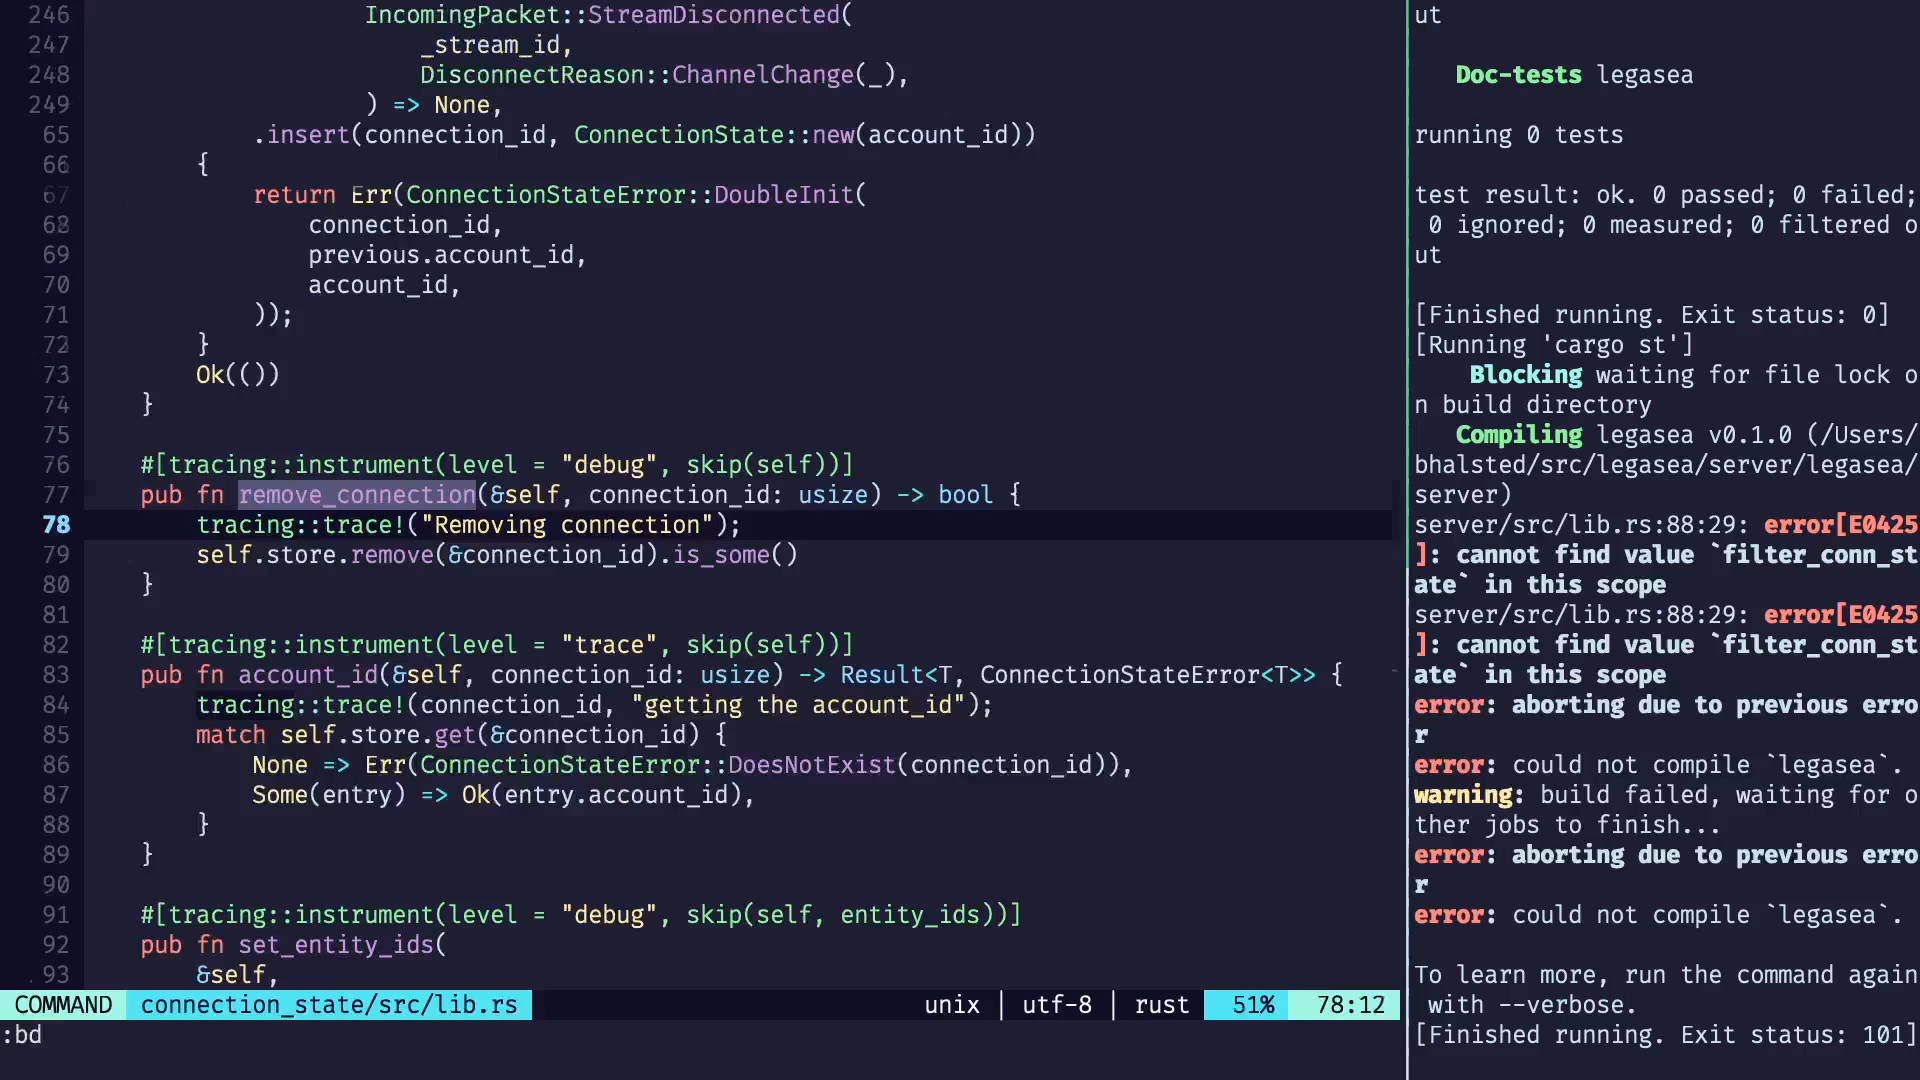 246                     IncomingPacket::StreamDisconnected(
247                         _stream_id,
248                         DisconnectReason::ChannelChange(_),
249                     ) => None,
65             .insert(connection_id, ConnectionState::new(account_id))
66         {
67             return Err(ConnectionStateError::DoubleInit(
68                 connection_id,
69                 previous.account_id,
70                 account_id,
71             ));
72         }
73         Ok(())
74     }
75
76     #[tracing::instrument(level = "debug", skip(self))]
77     pub fn remove_connection(&self, connection_id: usize) -> bool {
78         tracing::trace!("Removing connection");
79         self.store.remove(&connection_id).is_some()
80     }
81
82     #[tracing::instrument(level = "trace", skip(self))]
83     pub fn account_id(&self, connection_id: usize) -> Result<T, ConnectionStateError<T>> {
84         tracing::trace!(connection_id, "getting the account_id");
85         match self.store.get(&connection_id) {
86             None => Err(ConnectionStateError::DoesNotExist(connection_id)),
87             Some(entry) => Ok(entry.account_id),
88         }
89     }
90
91     #[tracing::instrument(level = "debug", skip(self, entity_ids))]
92     pub fn set_entity_ids(
93         &self,
COMMAND connection_state/src/lib.rs unix | utf-8 | rust 51% 78:12
:bd
ut
Doc-tests legasea
running 0 tests
test result: ok. 0 passed; 0 failed;
0 ignored; 0 measured; 0 filtered o
ut
[Finished running. Exit status: 0]
[Running 'cargo st']
Blocking waiting for file lock o
n build directory
Compiling legasea v0.1.0 (/Users/
bhalsted/src/legasea/server/legasea/
server)
server/src/lib.rs:88:29: error[E0425
]: cannot find value `filter_conn_st
ate` in this scope
server/src/lib.rs:88:29: error[E0425
]: cannot find value `filter_conn_st
ate` in this scope
error: aborting due to previous erro
r
error: could not compile `legasea`.
warning: build failed, waiting for o
ther jobs to finish...
error: aborting due to previous erro
r
error: could not compile `legasea`.
To learn more, run the command again
with --verbose.
[Finished running. Exit status: 101]